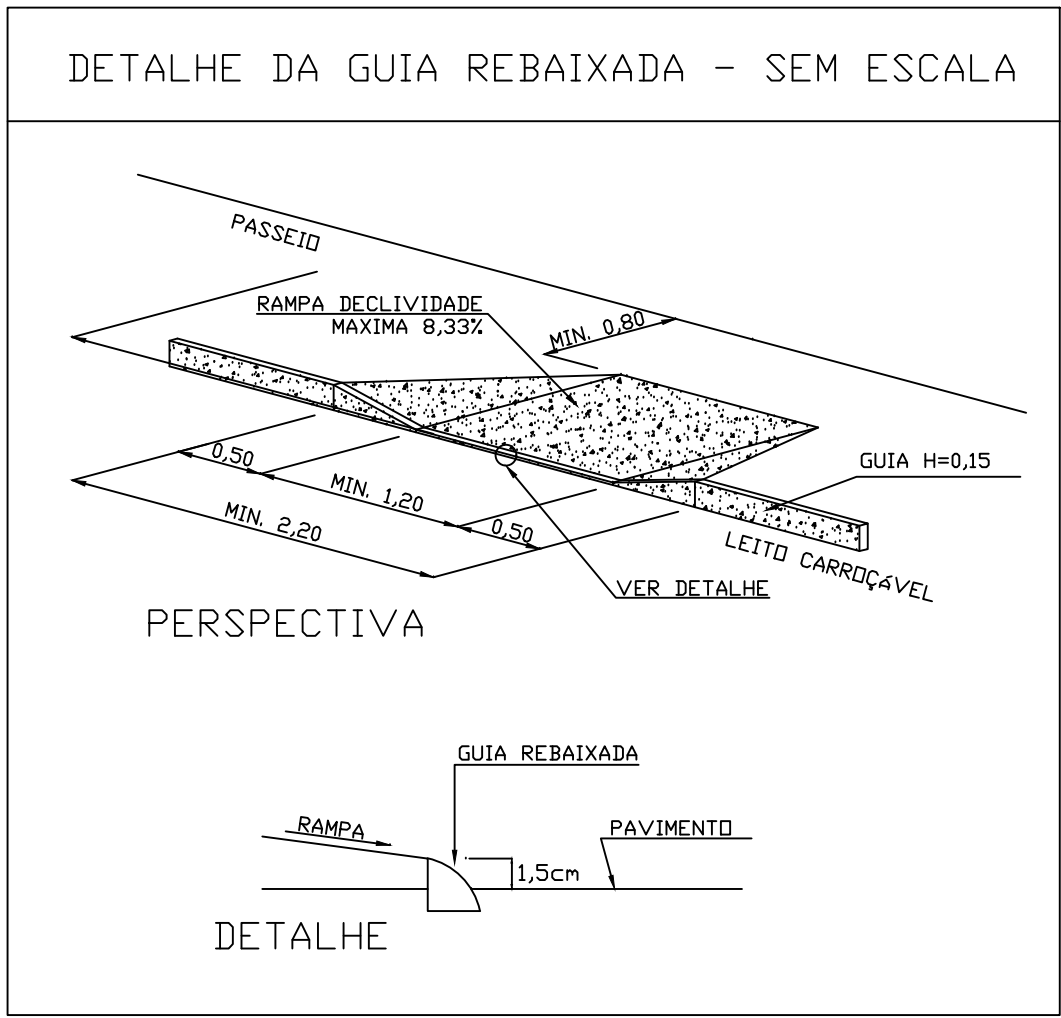 DETALHE DA GUIA REBAIXADA - SEM ESCALA
PASSEIO
RAMPA DECLIVIDADE
MAXIMA 8,33%
MIN. 0,80
0,50
MIN. 1,20
0,50
MIN. 2,20
GUIA H=0,15
LEITO CARROÇáVEL
VER DETALHE
PERSPECTIVA
GUIA REBAIXADA
RAMPA
PAVIMENTO
1,5cm
DETALHE